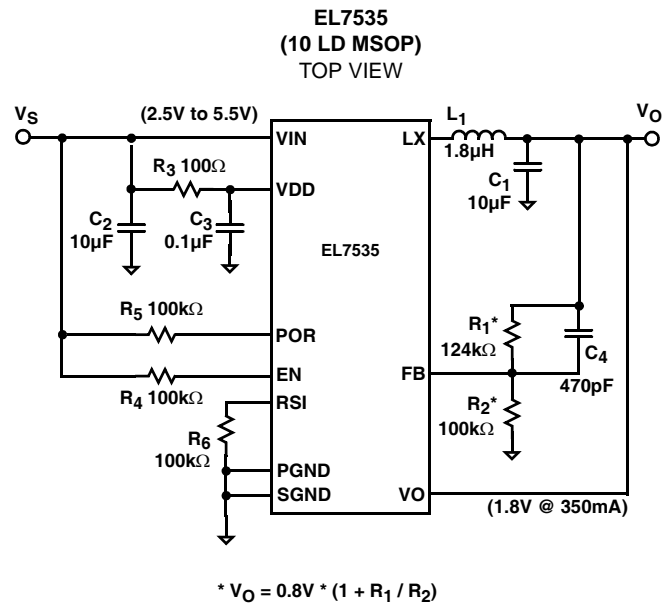 EL7535
(10 LD MSOP)
TOP VIEW
VS
(2.5V to 5.5V)
VIN
LX
L1
1.8µH
VO
R3 100Ω
VDD
C1
10µF
C2
10µF
C3
0.1µF
EL7535
R5 100kΩ
POR
R1*
124kΩ
C4
470pF
EN
FB
R4 100kΩ
RSI
R2*
100kΩ
R6
100kΩ
PGND
SGND
VO
(1.8V @ 350mA)
* VO = 0.8V * (1 + R1 / R2)